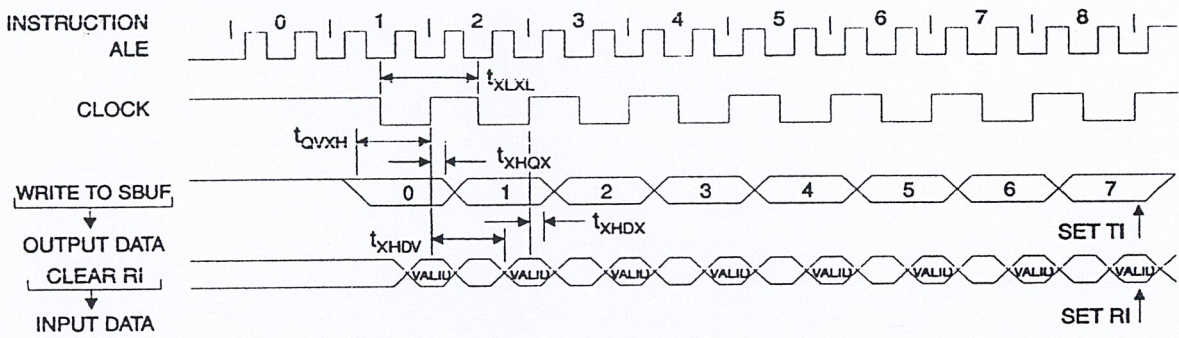 INSTRUCTION 0 1 2 3 4 5 6 7 8
ALE
tXLXL
CLOCK
tQVXH
tXHQX
WRITE TO SBUF 0 1 2 3 4 5 6 7
tXHDX
SET TI
OUTPUT DATA
tXHDV
CLEAR RI VALID VALID VALID VALID VALID VALID VALID VALID
SET RI
INPUT DATA